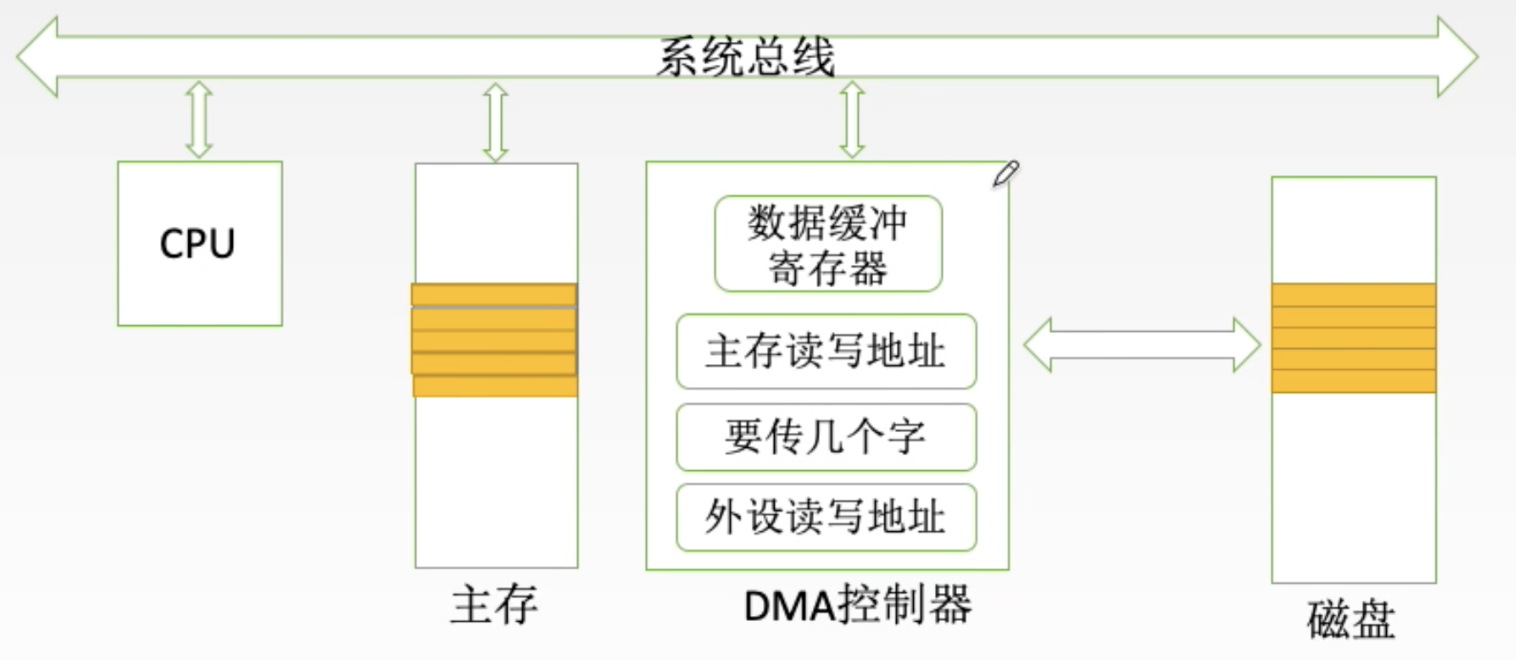 系统总线
CPU
数据缓冲
寄存器
主存读写地址
要传几个字
外设读写地址
主存
DMA控制器
磁盘